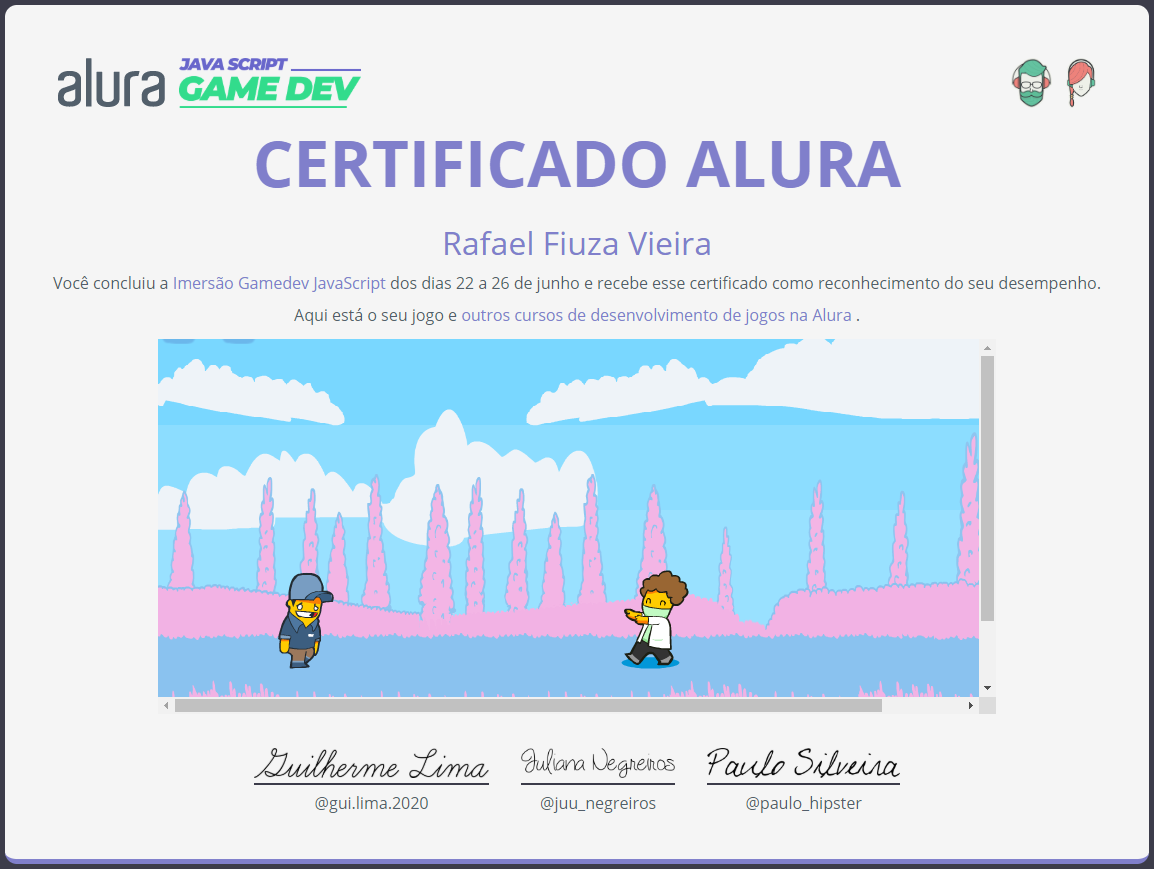 alura JAVA SCRIPT
GAME DEV
CERTIFICADO ALURA
Rafael Fiuza Vieira
Você concluiu a Imersão Gamedev JavaScript dos dias 22 a 26 de junho e recebe esse certificado como reconhecimento do seu desempenho.
Aqui está o seu jogo e outros cursos de desenvolvimento de jogos na Alura .
Guilherme Lima Juliana Negreiros Paulo Silveira
@gui.lima.2020 @juu_negreiros @paulo_hipster